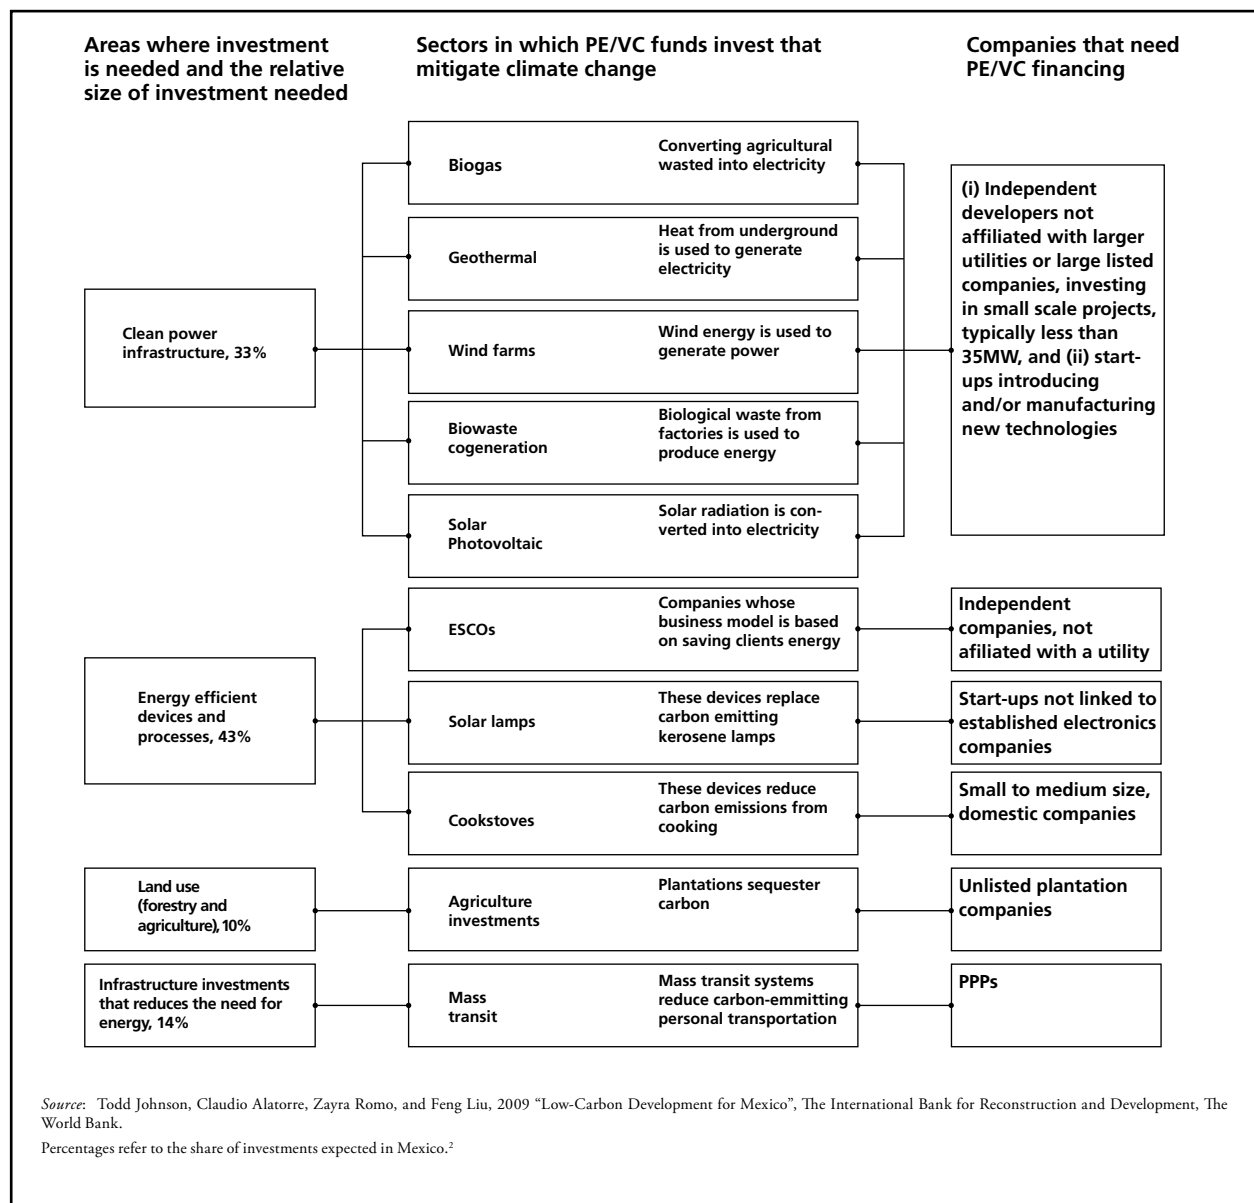 Areas where investment
is needed and the relative
size of investment needed
Sectors in which PE/VC funds invest that
mitigate climate change
Companies that need
PE/VC financing
Clean power
infrastructure, 33%
Biogas
Converting agricultural
wasted into electricity
Geothermal
Heat from underground
is used to generate
electricity
Wind farms
Wind energy is used to
generate power
Biowaste
cogeneration
Biological waste from
factories is used to
produce energy
Solar
Photovoltaic
Solar radiation is con-
verted into electricity
(i) Independent
developers not
affiliated with larger
utilities or large listed
companies, investing
in small scale projects,
typically less than
35MW, and (ii) start-
ups introducing
and/or manufacturing
new technologies
Energy efficient
devices and
processes, 43%
ESCOs
Companies whose
business model is based
on saving clients energy
Independent
companies, not
afiliated with a utility
Solar lamps
These devices replace
carbon emitting
kerosene lamps
Start-ups not linked to
established electronics
companies
Cookstoves
These devices reduce
carbon emissions from
cooking
Small to medium size,
domestic companies
Land use
(forestry and
agriculture), 10%
Agriculture
investments
Plantations sequester
carbon
Unlisted plantation
companies
Infrastructure investments
that reduces the need for
energy, 14%
Mass
transit
Mass transit systems
reduce carbon-emmitting
personal transportation
PPPs
Source: Todd Johnson, Claudio Alatorre, Zayra Romo, and Feng Liu, 2009 “Low-Carbon Development for Mexico”, The International Bank for Reconstruction and Development, The
World Bank.
Percentages refer to the share of investments expected in Mexico.²